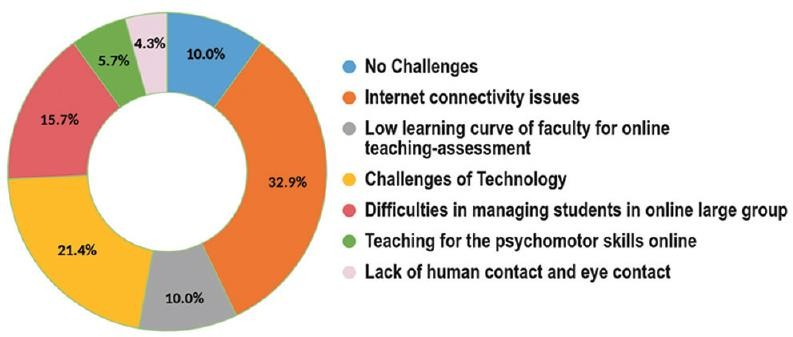 4.3%
10.0%
5.7%
15.7%
32.9%
21.4%
10.0%
No Challenges
Internet connectivity issues
Low learning curve of faculty for online
teaching-assessment
Challenges of Technology
Difficulties in managing students in online large group
Teaching for the psychomotor skills online
Lack of human contact and eye contact